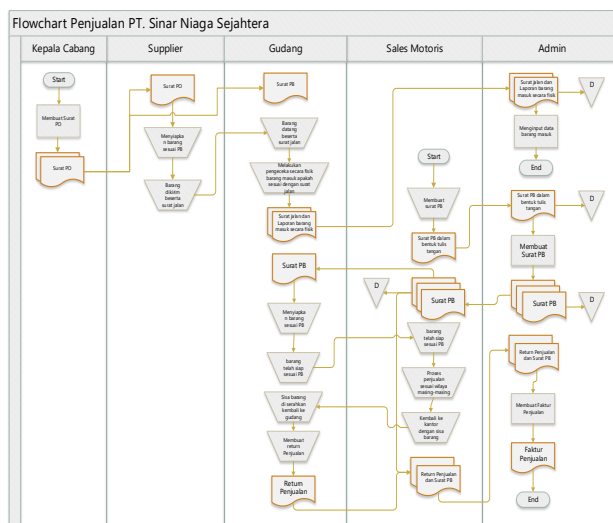 Flowchart Penjualan PT. Sinar Niaga Sejahtera
Kepala Cabang
Supplier
Gudang
Sales Motoris
Admin
Start
Membuat Surat
PO
Surat PO
Surat PO
Menyiapka
n barang
sesuai PB
Barang
dikirim
beserta
surat jalan
Surat PB
Barang
datang
beserta
surat jalan
Melakukan
pengeceka secara fisik
barang masuk apakah
sesuai dengan surat
jalan
Surat jalan dan
Laporan barang
masuk secara fisik
Surat PB
Menyiapka
n barang
sesuai PB
barang
telah siap
sesuai PB
Sisa barang
di serahkan
kembali ke
gudang
Membuat
return
Penjualan
Return
Penjualan
Start
Membuat
surat PB
Surat PB dalam
bentuk tulis
tangan
D
Surat PB
barang
telah siap
sesuai PB
Proses
penjualan
sesuai wilaya
masing-masing
Kembali ke
kantor
dengan sisa
barang
Return Penjualan
dan Surat PB
Surat jalan dan
Laporan barang
masuk secara fisik
D
Menginput data
barang masuk
End
Surat PB dalam
bentuk tulis
tangan
D
Membuat
Surat PB
Surat PB
D
Return Penjualan
dan Surat PB
Membuat Faktur
Penjualan
Faktur
Penjualan
End